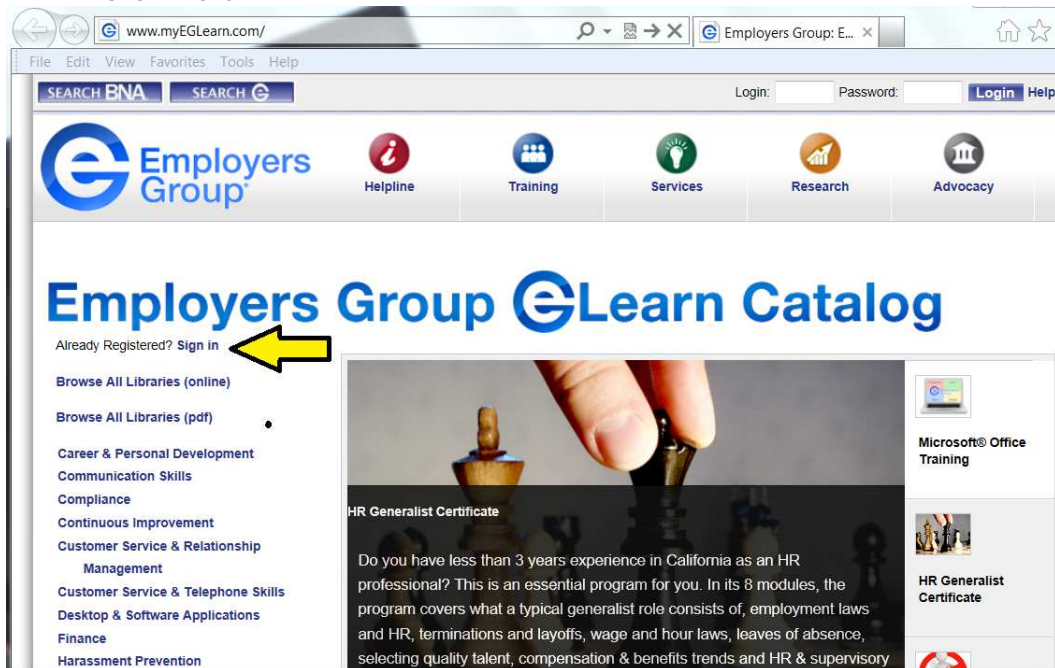 www.myEGLearn.com/
Employers Group: E...
File Edit View Favorites Tools Help
SEARCH BNA SEARCH
Login: Password: Login Help
Employers
Group
Helpline
Training
Services
Research
Advocacy
Employers Group eLearn Catalog
Already Registered? Sign in
Browse All Libraries (online)
Browse All Libraries (pdf)
Career & Personal Development
Communication Skills
Compliance
Continuous Improvement
Customer Service & Relationship
Management
Customer Service & Telephone Skills
Desktop & Software Applications
Finance
Harassment Prevention
HR Generalist Certificate
Do you have less than 3 years experience in California as an HR
professional? This is an essential program for you. In its 8 modules, the
program covers what a typical generalist role consists of, employment laws
and HR, terminations and layoffs, wage and hour laws, leaves of absence,
selecting quality talent, compensation & benefits trends and HR & supervisory
Microsoft® Office
Training
HR Generalist
Certificate